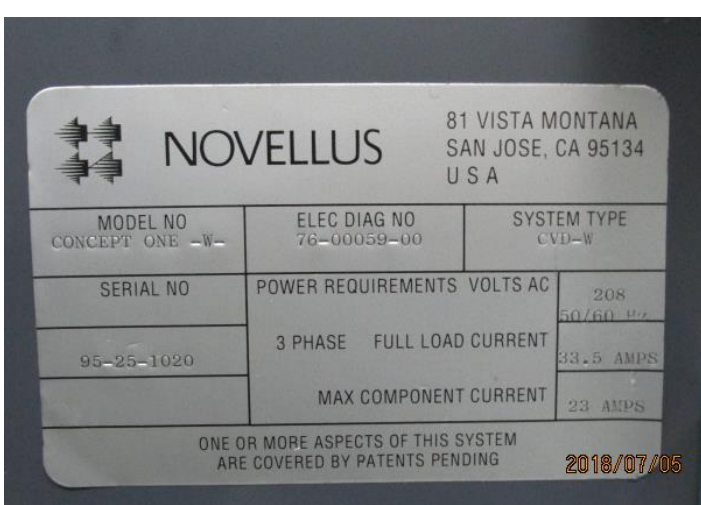 NOVELLUS
81 VISTA MONTANA
SAN JOSE, CA 95134
U S A
MODEL NO
CONCEPT ONE -W-
ELEC DIAG NO
76-00059-00
SYSTEM TYPE
CVD-W
SERIAL NO
95-25-1020
POWER REQUIREMENTS VOLTS AC
208
50/60 Hz
3 PHASE FULL LOAD CURRENT
33.5 AMPS
MAX COMPONENT CURRENT
23 AMPS
ONE OR MORE ASPECTS OF THIS SYSTEM
ARE COVERED BY PATENTS PENDING
2018/07/05